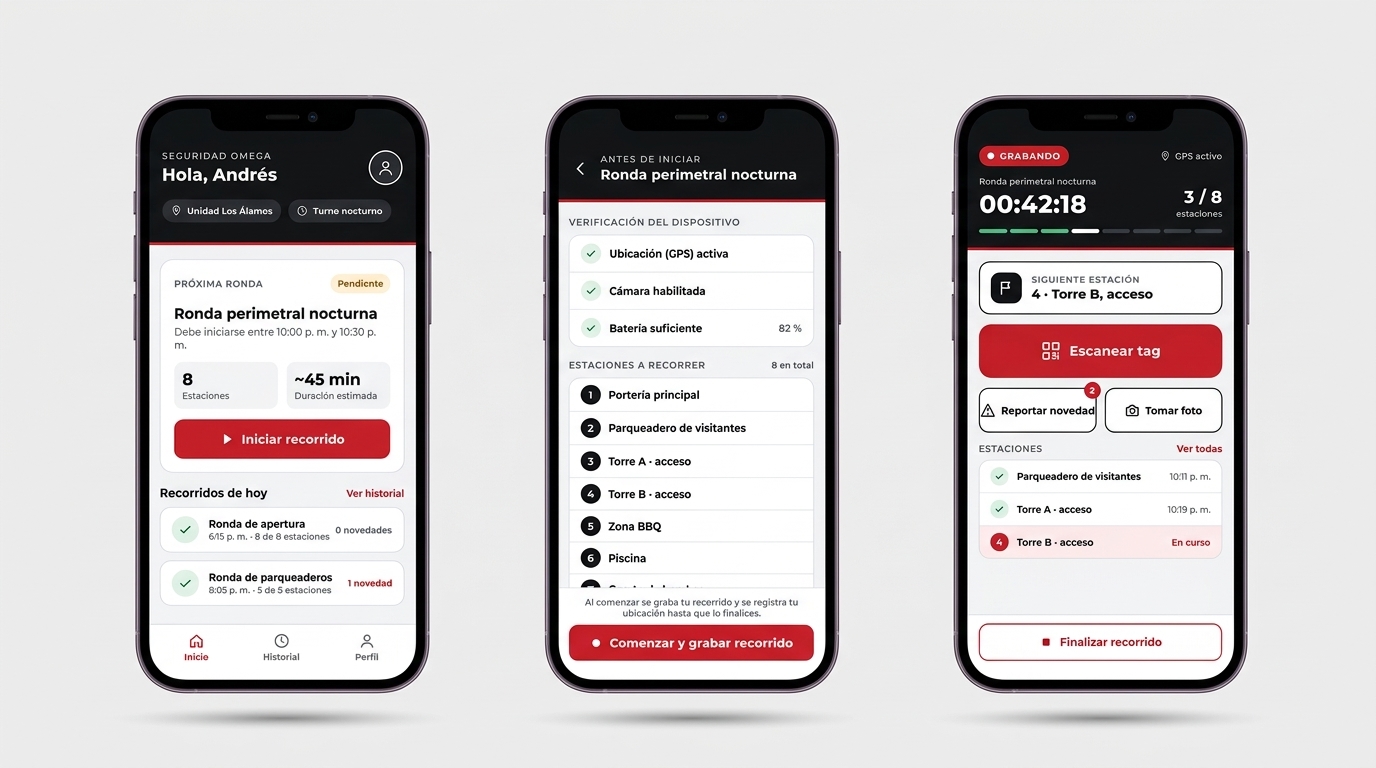 SEGURIDAD OMEGA
Hola, Andrés
Unidad Los Álames
Turne nocturno
PRÓXIMA RONDA
Pendiente
Ronda perimetral nocturna
Debe iniciarse entre 10:00 p. m. y 10:30 p.
m.
8
Estaciones
~45 min
Duración estimada
Iniciar recorrido
Recorridos de hoy
Ver historial
Ronda de apertura
6/15 p. m. · 8 de 8 estaciones
0 novedades
Ronda de parqueaderos
8:05 p. m. · 5 de 5 estaciones
1 novedad
Inicio
Historial
Perfil
ANTES DE INICIAR
Ronda perimetral nocturna
VERIFICACIÓN DEL DISPOSITIVO
Ubicación (GPS) activa
Cámara habilitada
Batería suficiente
82 %
ESTACIONES A RECORRER
8 en total
1 Portería principal
2 Parqueadero de visitantes
3 Torre A · acceso
4 Torre B · acceso
5 Zona BBQ
6 Piscina
Al comenzar se graba tu recerrido y se registra tu
ubicación hasta que lo finalices.
Comenzar y grabar recorrido
GRABANDO
GPS activo
Ronda perimetral nocturna
00:42:18
3 / 8
estaciones
SIGUIENTE ESTACIÓN
4 · Torre B, acceso
Escanear tag
2
Reportar novedad
Tomar foto
ESTACIONES
Ver todas
Parqueadero de visitantes
10:11 p. m.
Torre A · acceso
10:19 p. m.
4 Torre B · acceso
En curso
Finalizar recorrido